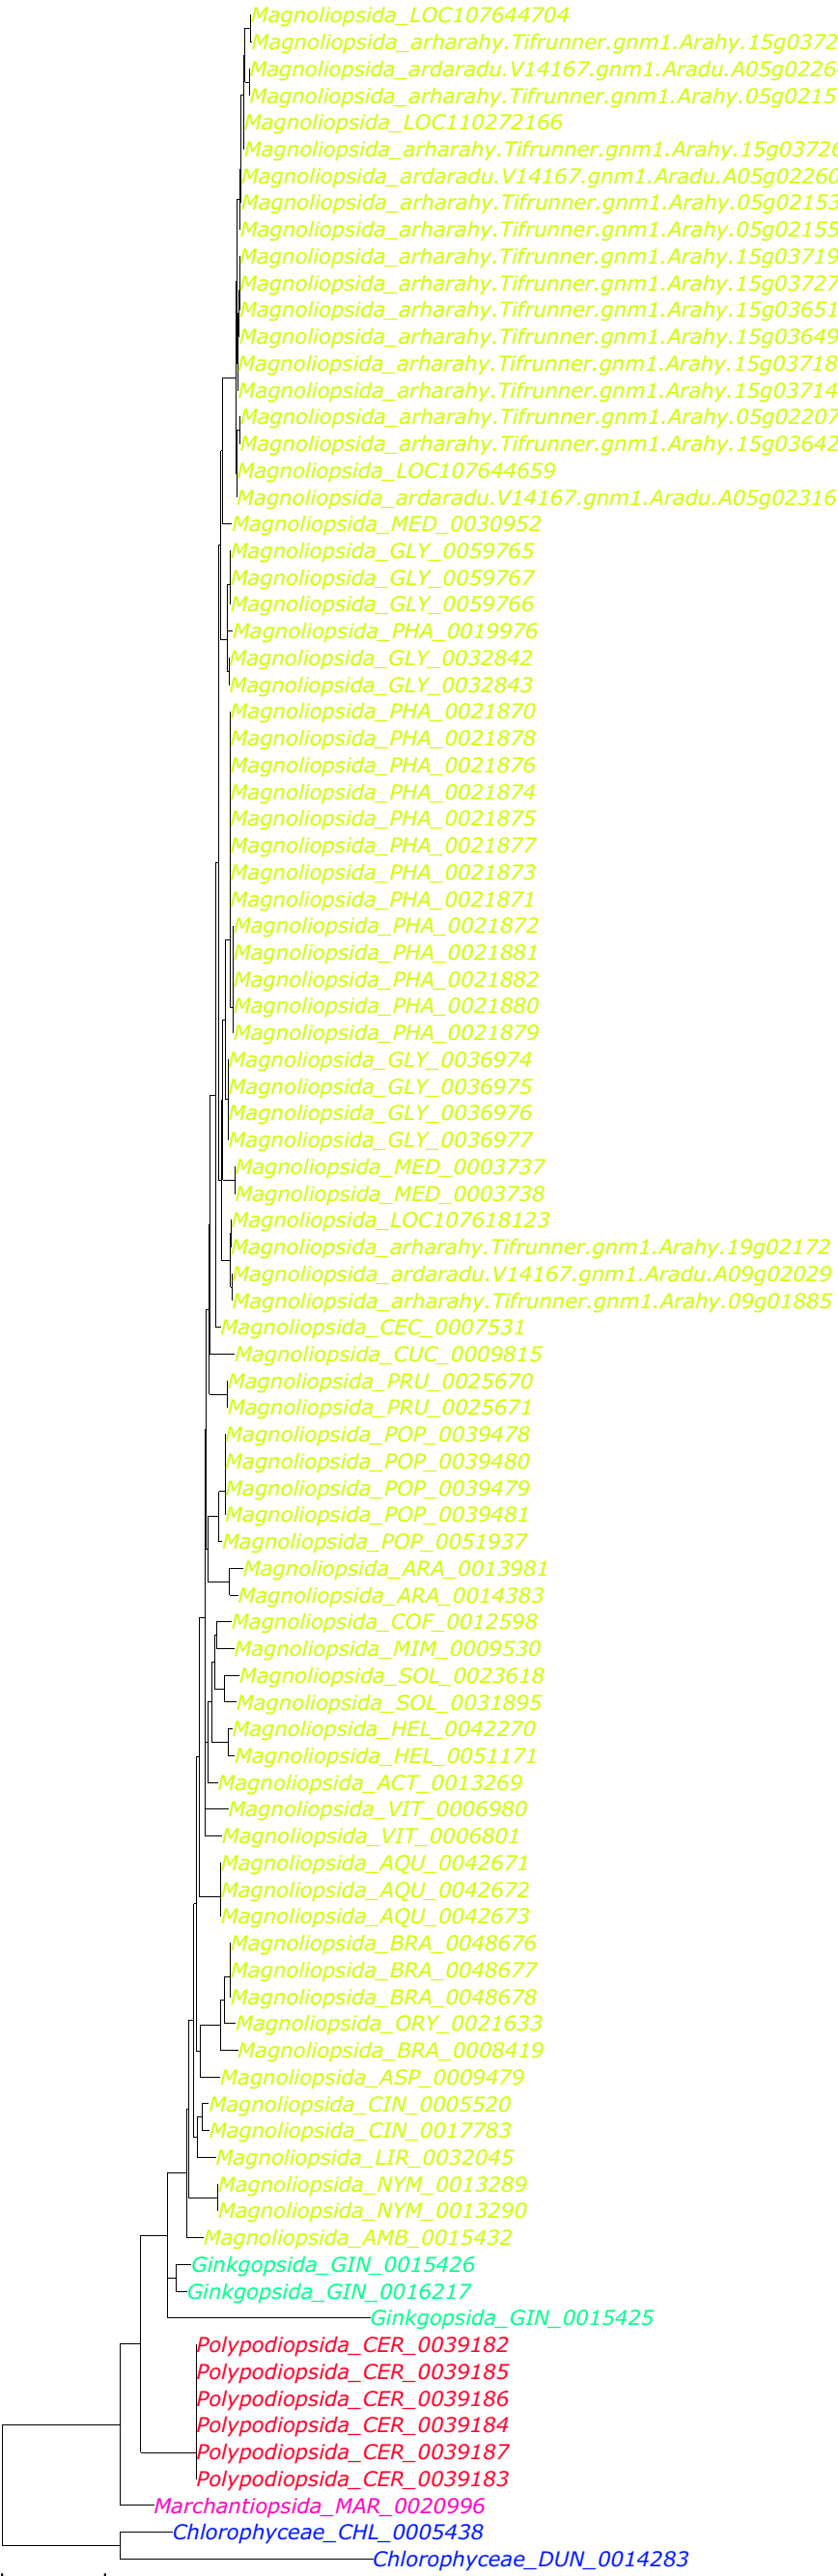 Magnoliopsida_LOC107644704
Magnoliopsida_arharahy.Tifrunner.gnm1.Arahy.15g0372
Magnoliopsida_ardaradu.V14167.gnm1.Aradu.A05g0226
Magnoliopsida_arharahy.Tifrunner.gnm1.Arahy.05g0215
Magnoliopsida_LOC110272166
Magnoliopsida_arharahy.Tifrunner.gnm1.Arahy.15g03726
Magnoliopsida_ardaradu.V14167.gnm1.Aradu.A05g02260
Magnoliopsida_arharahy.Tifrunner.gnm1.Arahy.05g02153
Magnoliopsida_arharahy.Tifrunner.gnm1.Arahy.05g02155
Magnoliopsida_arharahy.Tifrunner.gnm1.Arahy.15g03719
Magnoliopsida_arharahy.Tifrunner.gnm1.Arahy.15g03727
Magnoliopsida_arharahy.Tifrunner.gnm1.Arahy.15g03651
Magnoliopsida_arharahy.Tifrunner.gnm1.Arahy.15g03649
Magnoliopsida_arharahy.Tifrunner.gnm1.Arahy.15g03718
Magnoliopsida_arharahy.Tifrunner.gnm1.Arahy.15g03714
Magnoliopsida_arharahy.Tifrunner.gnm1.Arahy.05g02207
Magnoliopsida_arharahy.Tifrunner.gnm1.Arahy.15g03642
Magnoliopsida_LOC107644659
Magnoliopsida_ardaradu.V14167.gnm1.Aradu.A05g02316
Magnoliopsida_MED_0030952
Magnoliopsida_GLY_0059765
Magnoliopsida_GLY_0059767
Magnoliopsida_GLY_0059766
Magnoliopsida_PHA_0019976
Magnoliopsida_GLY_0032842
Magnoliopsida_GLY_0032843
Magnoliopsida_PHA_0021870
Magnoliopsida_PHA_0021878
Magnoliopsida_PHA_0021876
Magnoliopsida_PHA_0021874
Magnoliopsida_PHA_0021875
Magnoliopsida_PHA_0021877
Magnoliopsida_PHA_0021873
Magnoliopsida_PHA_0021871
Magnoliopsida_PHA_0021872
Magnoliopsida_PHA_0021881
Magnoliopsida_PHA_0021882
Magnoliopsida_PHA_0021880
Magnoliopsida_PHA_0021879
Magnoliopsida_GLY_0036974
Magnoliopsida_GLY_0036975
Magnoliopsida_GLY_0036976
Magnoliopsida_GLY_0036977
Magnoliopsida_MED_0003737
Magnoliopsida_MED_0003738
Magnoliopsida_LOC107618123
Magnoliopsida_arharahy.Tifrunner.gnm1.Arahy.19g02172
Magnoliopsida_ardaradu.V14167.gnm1.Aradu.A09g02029
Magnoliopsida_arharahy.Tifrunner.gnm1.Arahy.09g01885
Magnoliopsida_CEC_0007531
Magnoliopsida_CUC_0009815
Magnoliopsida_PRU_0025670
Magnoliopsida_PRU_0025671
Magnoliopsida_POP_0039478
Magnoliopsida_POP_0039480
Magnoliopsida_POP_0039479
Magnoliopsida_POP_0039481
Magnoliopsida_POP_0051937
Magnoliopsida_ARA_0013981
Magnoliopsida_ARA_0014383
Magnoliopsida_COF_0012598
Magnoliopsida_MIM_0009530
Magnoliopsida_SOL_0023618
Magnoliopsida_SOL_0031895
Magnoliopsida_HEL_0042270
Magnoliopsida_HEL_0051171
Magnoliopsida_ACT_0013269
Magnoliopsida_VIT_0006980
Magnoliopsida_VIT_0006801
Magnoliopsida_AQU_0042671
Magnoliopsida_AQU_0042672
Magnoliopsida_AQU_0042673
Magnoliopsida_BRA_0048676
Magnoliopsida_BRA_0048677
Magnoliopsida_BRA_0048678
Magnoliopsida_ORY_0021633
Magnoliopsida_BRA_0008419
Magnoliopsida_ASP_0009479
Magnoliopsida_CIN_0005520
Magnoliopsida_CIN_0017783
Magnoliopsida_LIR_0032045
Magnoliopsida_NYM_0013289
Magnoliopsida_NYM_0013290
Magnoliopsida_AMB_0015432
Ginkgopsida_GIN_0015426
Ginkgopsida_GIN_0016217
Ginkgopsida_GIN_0015425
Polypodiopsida_CER_0039182
Polypodiopsida_CER_0039185
Polypodiopsida_CER_0039186
Polypodiopsida_CER_0039184
Polypodiopsida_CER_0039187
Polypodiopsida_CER_0039183
Marchantiopsida_MAR_0020996
Chlorophyceae_CHL_0005438
Chlorophyceae_DUN_0014283